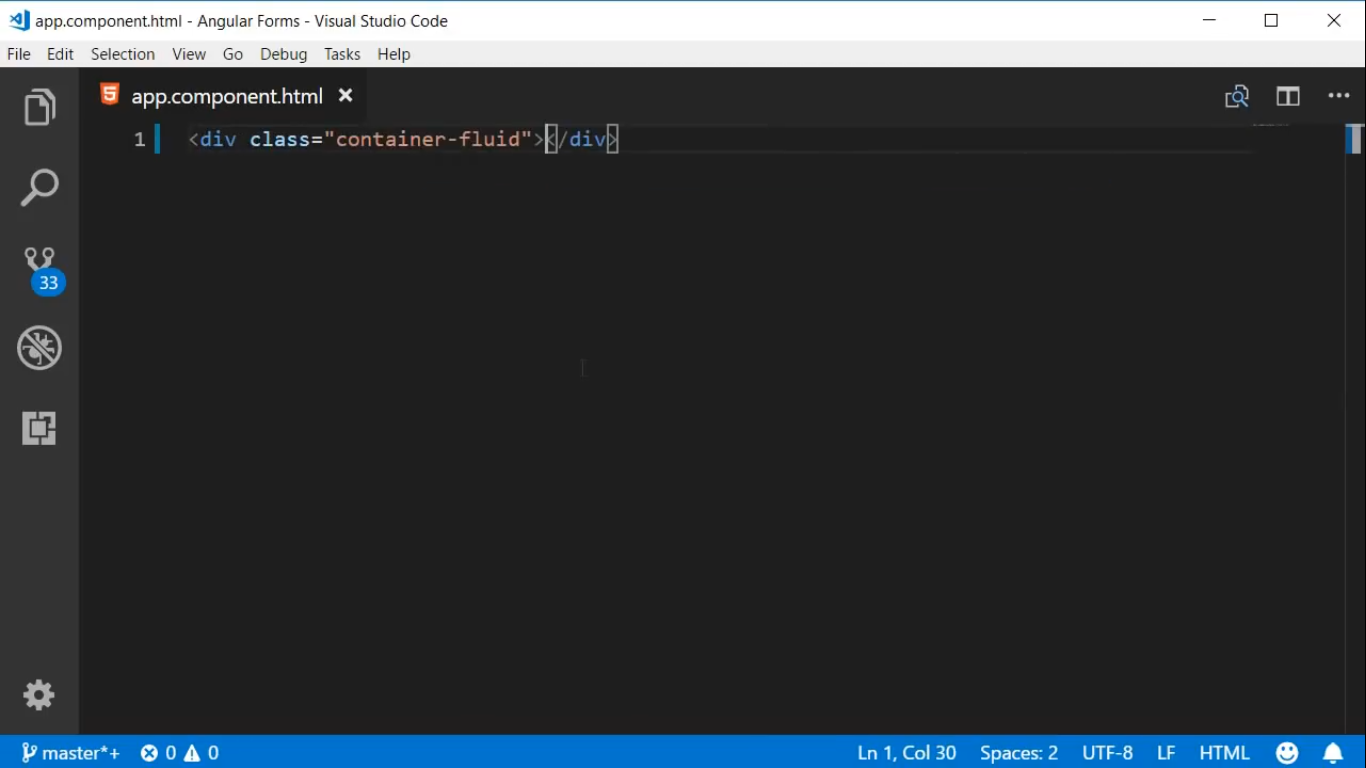 app.component.html - Angular Forms - Visual Studio Code
File Edit Selection View Go Debug Tasks Help
app.component.html
1 <div class="container-fluid"></div>
33
master*+ 0 0 Ln 1, Col 30 Spaces: 2 UTF-8 LF HTML